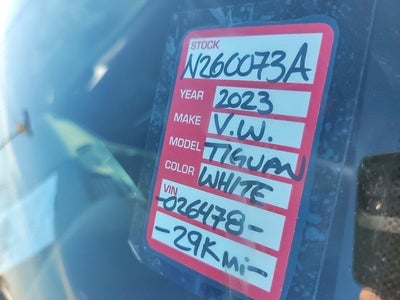 STOCK
N260073A
YEAR 2023
MAKE V.W.
MODEL TIGUAN
COLOR WHITE
VIN
-026478-
-29K Mi-